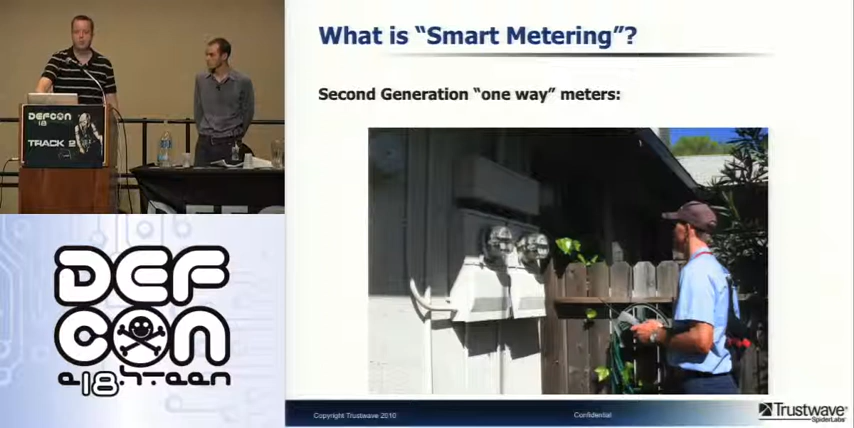 DEFCON
18
TRACK 2
DEF
CON
e18hteen
What is "Smart Metering"?
Second Generation "one way" meters:
Copyright Trustwave 2010
Confidential
Trustwave®
SpiderLabs